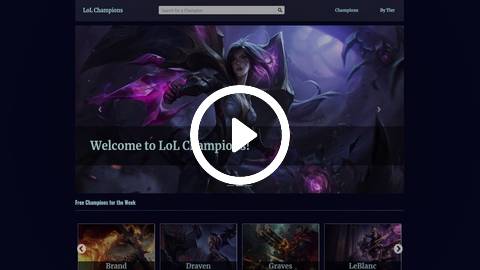 LoL Champions
Search for a Champion
Champions
By Tier
Welcome to LoL Champions!
Free Champions for the Week
Brand
Draven
Graves
LeBlanc